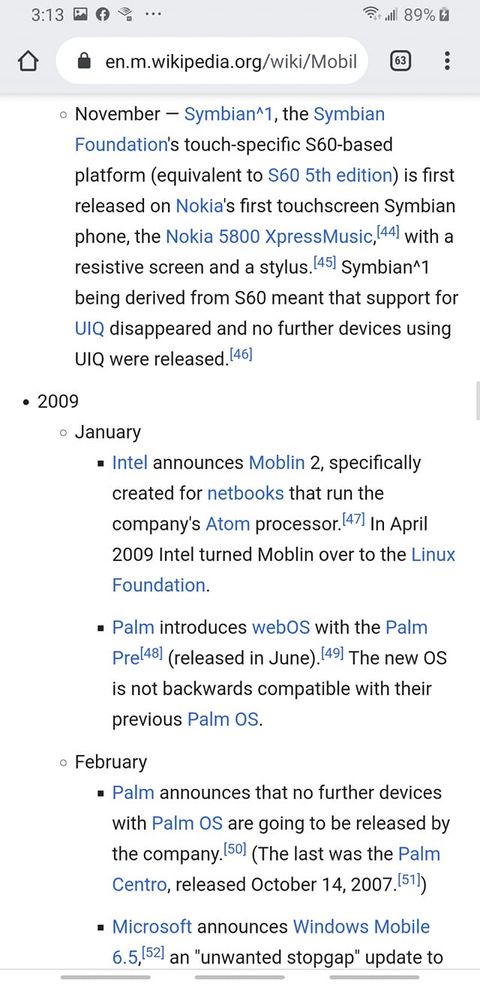 3:13 89%
en.m.wikipedia.org/wiki/Mobil 63
November — Symbian^1, the Symbian
Foundation's touch-specific S60-based
platform (equivalent to S60 5th edition) is first
released on Nokia's first touchscreen Symbian
phone, the Nokia 5800 XpressMusic,[44] with a
resistive screen and a stylus.[45] Symbian^1
being derived from S60 meant that support for
UIQ disappeared and no further devices using
UIQ were released.[46]
2009
January
Intel announces Moblin 2, specifically
created for netbooks that run the
company's Atom processor.[47] In April
2009 Intel turned Moblin over to the Linux
Foundation.
Palm introduces webOS with the Palm
Pre[48] (released in June).[49] The new OS
is not backwards compatible with their
previous Palm OS.
February
Palm announces that no further devices
with Palm OS are going to be released by
the company.[50] (The last was the Palm
Centro, released October 14, 2007.[51])
Microsoft announces Windows Mobile
6.5,[52] an "unwanted stopgap" update to